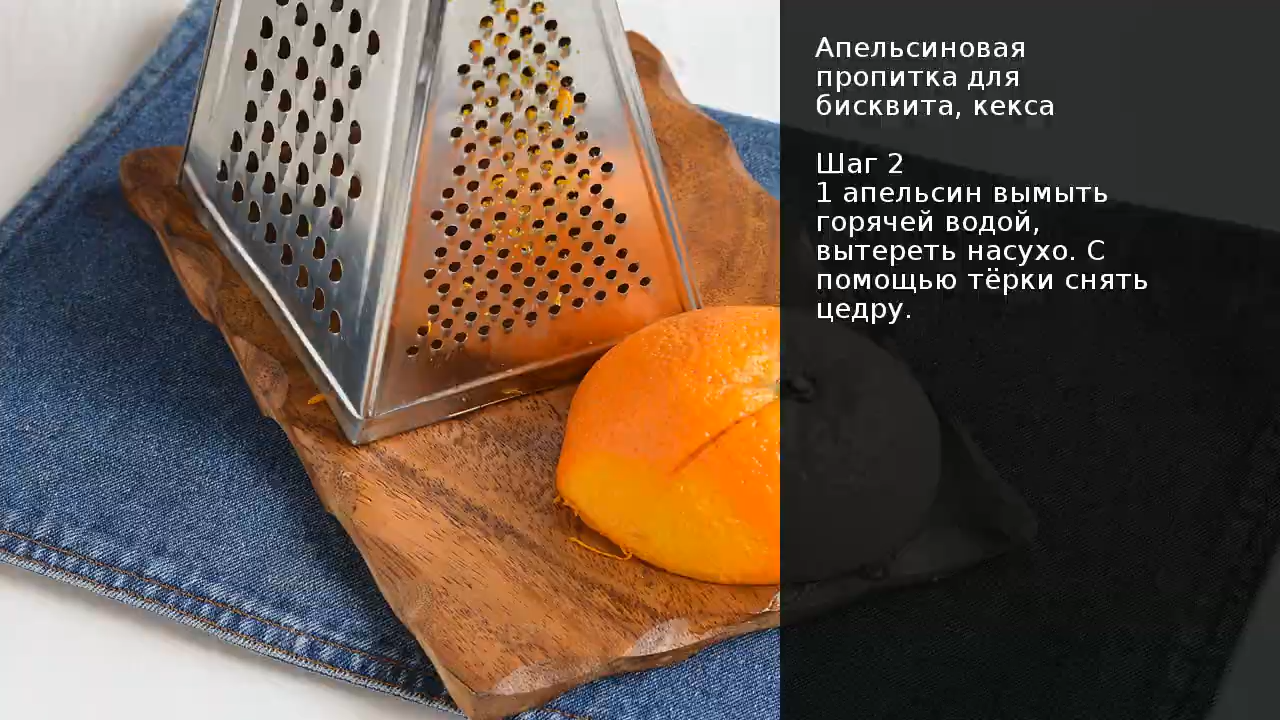 Апельсиновая
пропитка для
бисквита, кекса
Шаг 2
1 апельсин вымыть
горячей водой,
вытереть насухо. С
помощью тёрки снять
цедру.